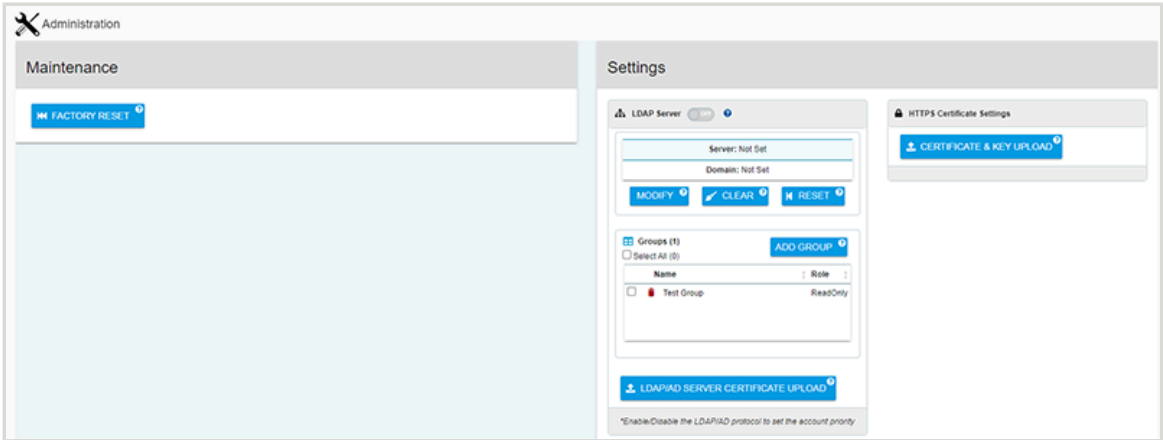 Administration
Maintenance
FACTORY RESET
Settings
LDAP Server OFF
Server: Not Set
Domain: Not Set
MODIFY CLEAR RESET
Groups (1)
ADD GROUP
Select All (0)
Name Role
Test Group ReadOnly
LDAP/AD SERVER CERTIFICATE UPLOAD
*Enable/Disable the LDAP/AD protocol to set the account priority
HTTPS Certificate Settings
CERTIFICATE & KEY UPLOAD